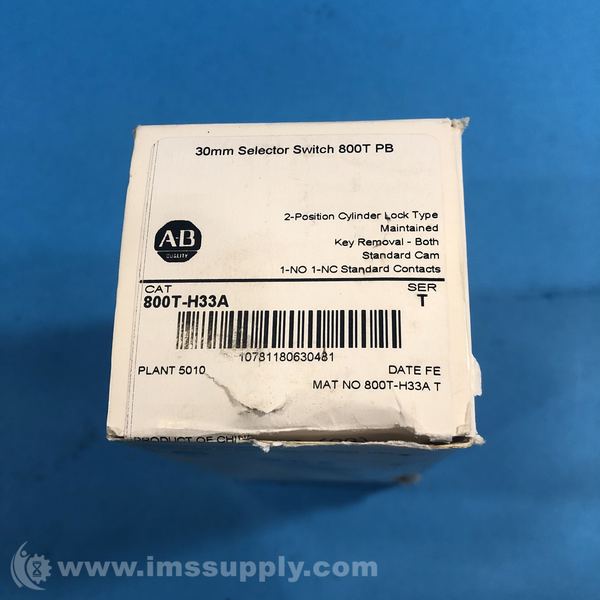 30mm Selector Switch 800T PB
2-Position Cylinder Lock Type
Maintained
Key Removal - Both
Standard Cam
1-NO 1-NC Standard Contacts
A-B
QUALITY
CAT
800T-H33A
SER
T
10781180630481
PLANT 5010
DATE FE
MAT NO 800T-H33A T
PRODUCT OF
www.imssupply.com